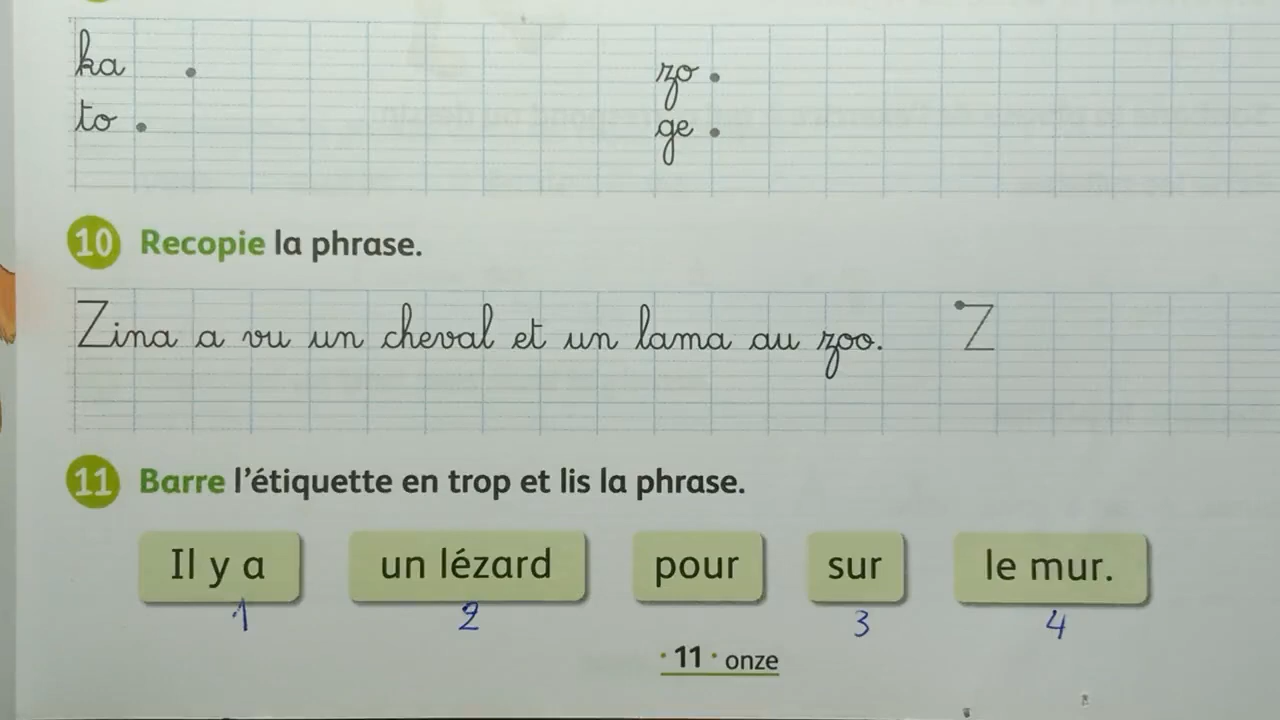 ka . zo .
to . ge .
10 Recopie la phrase.
Zina a vu un cheval et un lama au zoo. Z
11 Barre l'étiquette en trop et lis la phrase.
Il y a un lézard pour sur le mur.
1 2 3 4
· 11 · onze